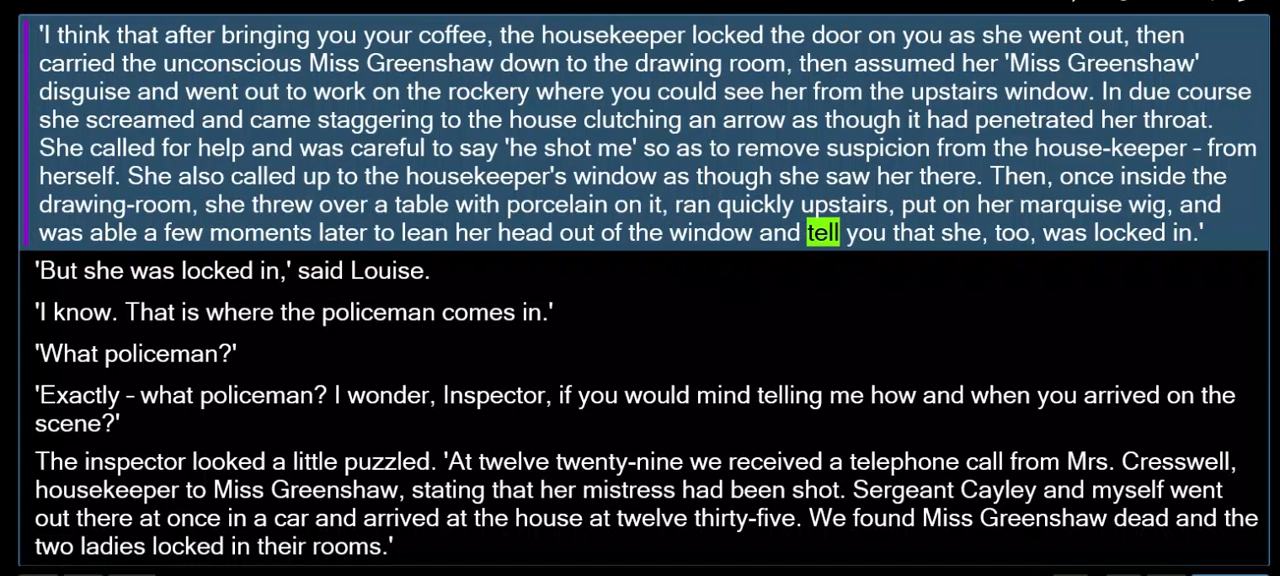 'I think that after bringing you your coffee, the housekeeper locked the door on you as she went out, then
carried the unconscious Miss Greenshaw down to the drawing room, then assumed her 'Miss Greenshaw'
disguise and went out to work on the rockery where you could see her from the upstairs window. In due course
she screamed and came staggering to the house clutching an arrow as though it had penetrated her throat.
She called for help and was careful to say 'he shot me' so as to remove suspicion from the house-keeper – from
herself. She also called up to the housekeeper's window as though she saw her there. Then, once inside the
drawing-room, she threw over a table with porcelain on it, ran quickly upstairs, put on her marquise wig, and
was able a few moments later to lean her head out of the window and tell you that she, too, was locked in.'
'But she was locked in,' said Louise.
'I know. That is where the policeman comes in.'
'What policeman?'
'Exactly – what policeman? I wonder, Inspector, if you would mind telling me how and when you arrived on the
scene?'
The inspector looked a little puzzled. 'At twelve twenty-nine we received a telephone call from Mrs. Cresswell,
housekeeper to Miss Greenshaw, stating that her mistress had been shot. Sergeant Cayley and myself went
out there at once in a car and arrived at the house at twelve thirty-five. We found Miss Greenshaw dead and the
two ladies locked in their rooms.'